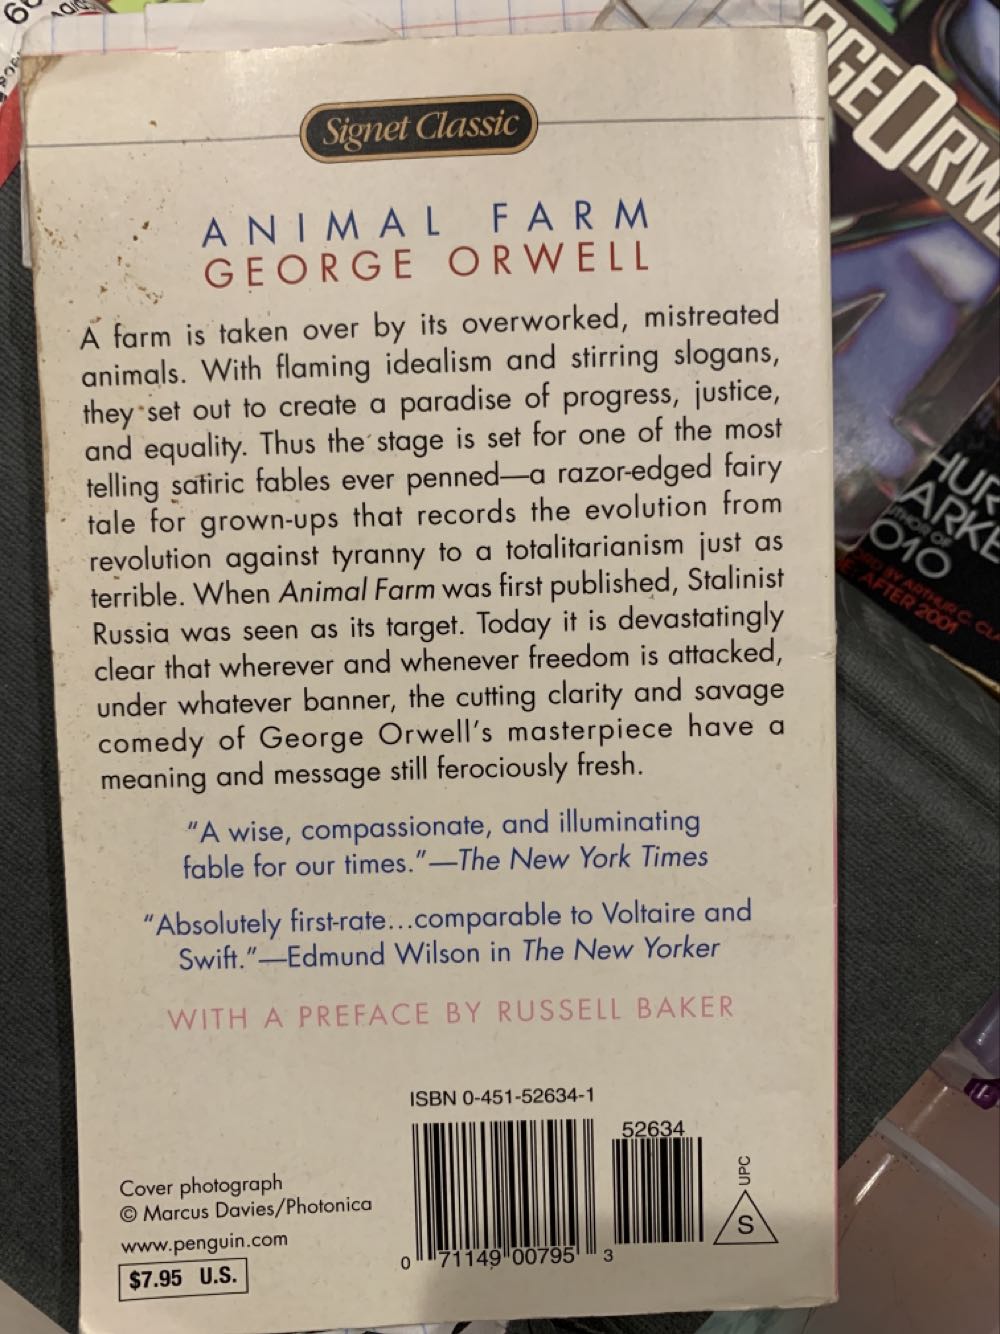 Signet Classic
ANIMAL FARM
GEORGE ORWELL
A farm is taken over by its overworked, mistreated
animals. With flaming idealism and stirring slogans,
they set out to create a paradise of progress, justice,
and equality. Thus the stage is set for one of the most
telling satiric fables ever penned—a razor-edged fairy
tale for grown-ups that records the evolution from
revolution against tyranny to a totalitarianism just as
terrible. When Animal Farm was first published, Stalinist
Russia was seen as its target. Today it is devastatingly
clear that wherever and whenever freedom is attacked,
under whatever banner, the cutting clarity and savage
comedy of George Orwell's masterpiece have a
meaning and message still ferociously fresh.
"A wise, compassionate, and illuminating
fable for our times."—The New York Times
"Absolutely first-rate...comparable to Voltaire and
Swift."—Edmund Wilson in The New Yorker
WITH A PREFACE BY RUSSELL BAKER
ISBN 0-451-52634-1
52634
UPC
S
0 71149 00795 3
Cover photograph
© Marcus Davies/Photonica
www.penguin.com
$7.95 U.S.
ORW
010
BY ARTHUR C. CL
AFTER 2001